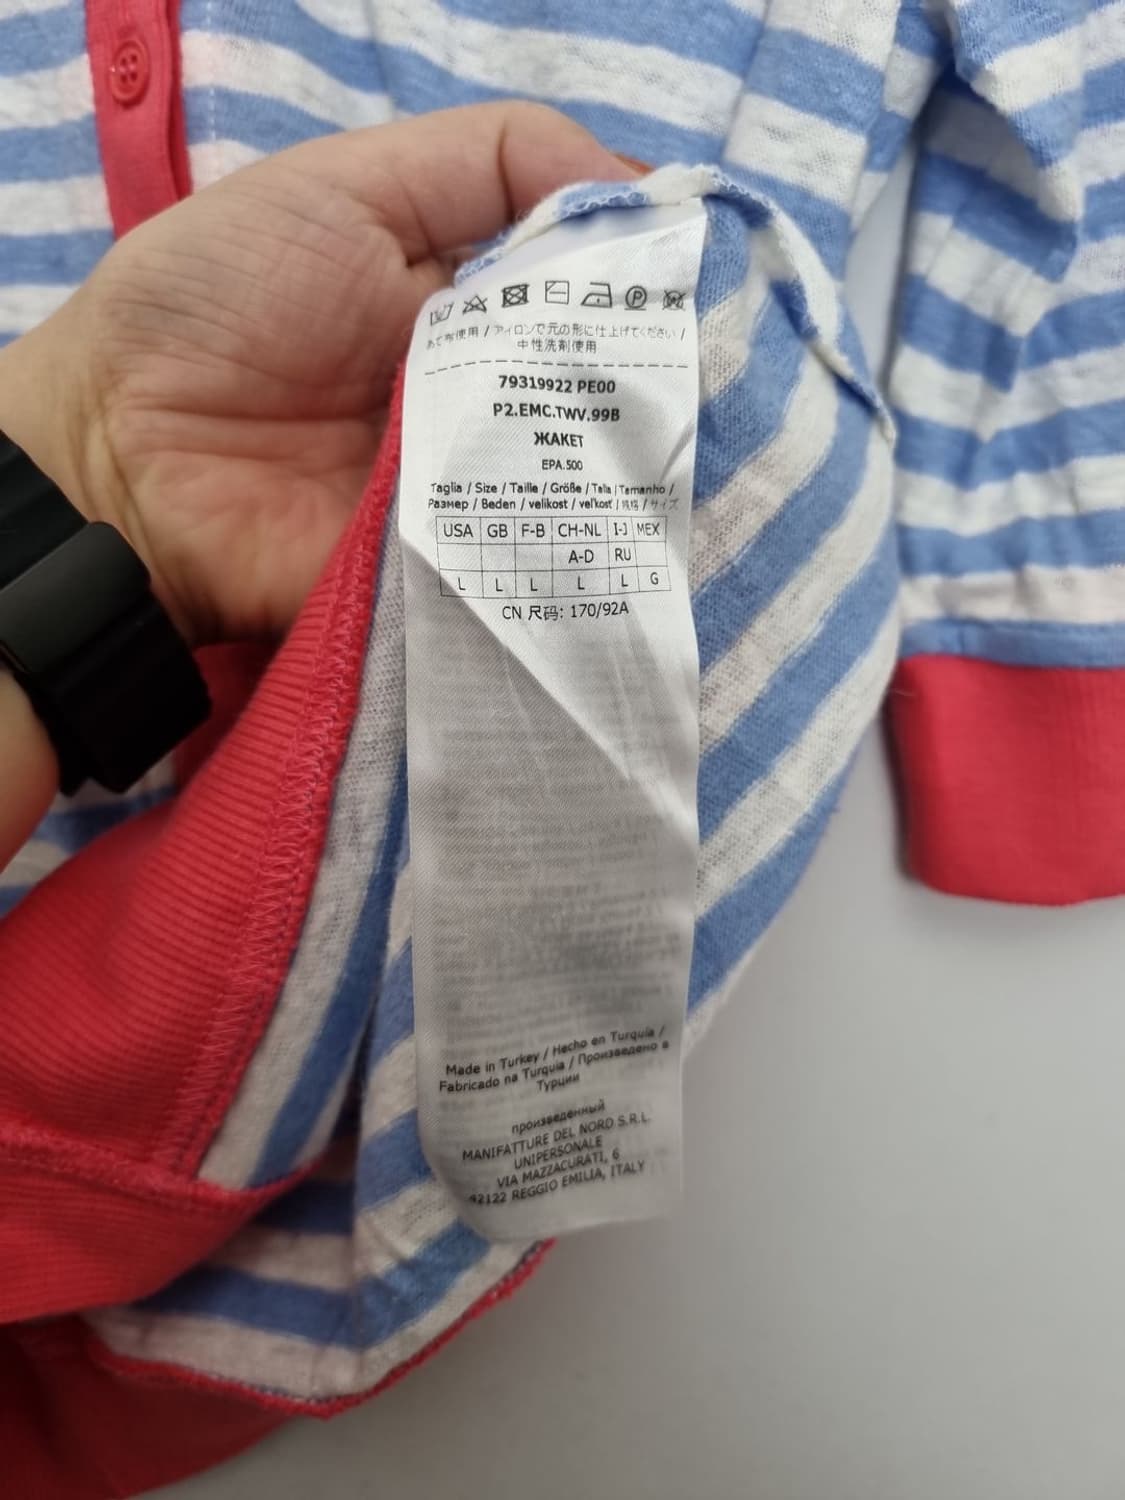 あて布使用 / アイロンで元の形に仕上げてください /
中性洗剤使用
79319922 PE00
P2.EMC.TWV.99B
ЖАКЕТ
EPA.500
Taglia / Size / Taille / Größe / Talla / Tamanho /
Размер / Beden / velikost / veľkosť / 规格 / サイズ
USA GB F-B CH-NL I-J MEX
A-D RU
L L L L L G
CN 尺码: 170/92A
Made in Turkey / Hecho en Turquía /
Fabricado na Turquia / Произведено в
Турции
произведенный
MANIFATTURE DEL NORD S.R.L.
UNIPERSONALE
VIA MAZZACURATI, 6
42122 REGGIO EMILIA, ITALY